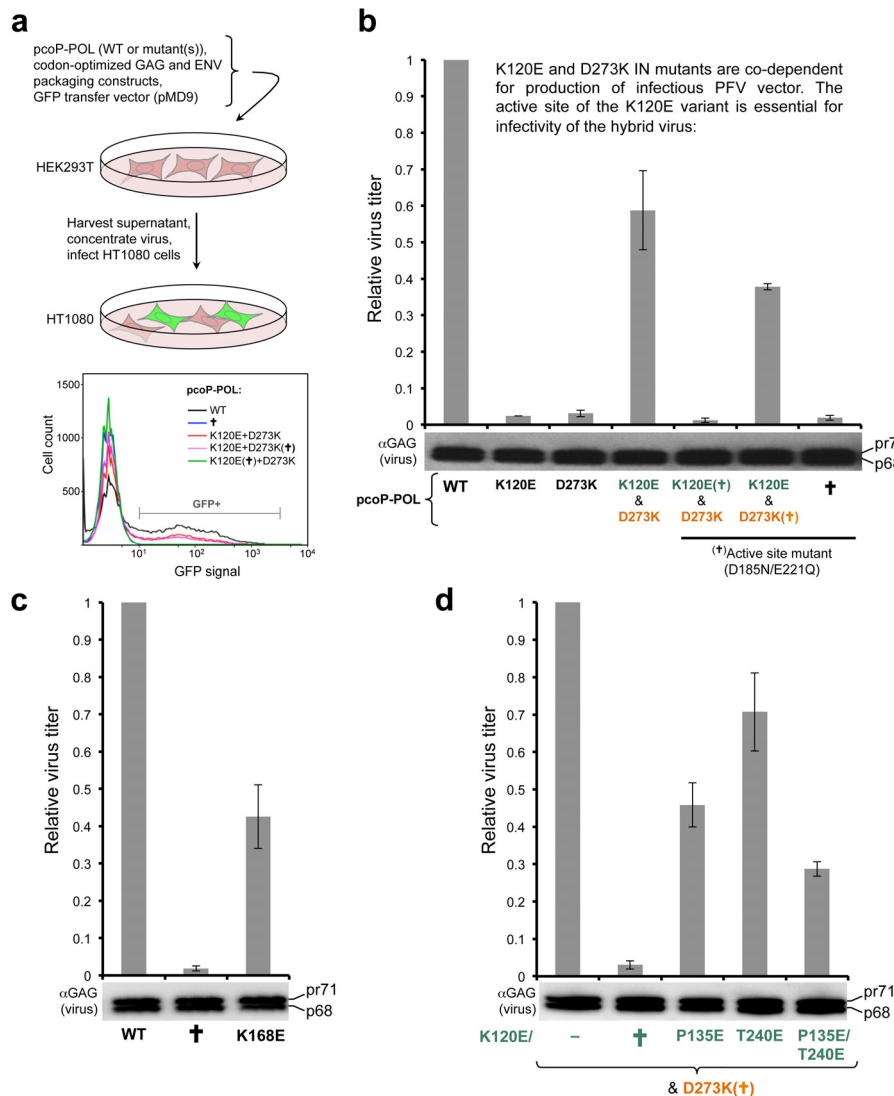 a
pcoP-POL (WT or mutant(s)),
codon-optimized GAG and ENV
packaging constructs,
GFP transfer vector (pMD9)
HEK293T
Harvest supernatant,
concentrate virus,
infect HT1080 cells
HT1080
pcoP-POL:
WT
✝
K120E+D273K
K120E+D273K(✝)
K120E(✝)+D273K
Cell count
1500
1000
500
GFP+
10¹
10²
10³
10⁴
GFP signal
b
K120E and D273K IN mutants are co-dependent
for production of infectious PFV vector. The
active site of the K120E variant is essential for
infectivity of the hybrid virus:
Relative virus titer
1
0.9
0.8
0.7
0.6
0.5
0.4
0.3
0.2
0.1
0
αGAG
(virus)
pr7
p68
pcoP-POL
WT
K120E
D273K
K120E & D273K
K120E(✝) & D273K
K120E & D273K(✝)
✝
(✝)Active site mutant
(D185N/E221Q)
c
Relative virus titer
1
0.9
0.8
0.7
0.6
0.5
0.4
0.3
0.2
0.1
0
αGAG
(virus)
pr71
p68
WT ✝ K168E
d
Relative virus titer
1
0.9
0.8
0.7
0.6
0.5
0.4
0.3
0.2
0.1
0
αGAG
(virus)
pr71
p68
K120E/ – ✝ P135E T240E P135E/
T240E
& D273K(✝)